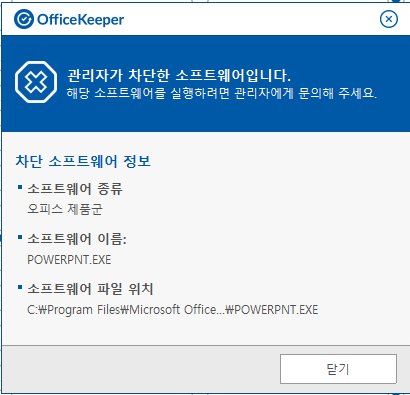 OfficeKeeper
관리자가 차단한 소프트웨어입니다.
해당 소프트웨어를 실행하려면 관리자에게 문의해 주세요.
차단 소프트웨어 정보
소프트웨어 종류
오피스 제품군
소프트웨어 이름:
POWERPNT.EXE
소프트웨어 파일 위치
C:₩Program Files₩Microsoft Office...₩POWERPNT.EXE
닫기